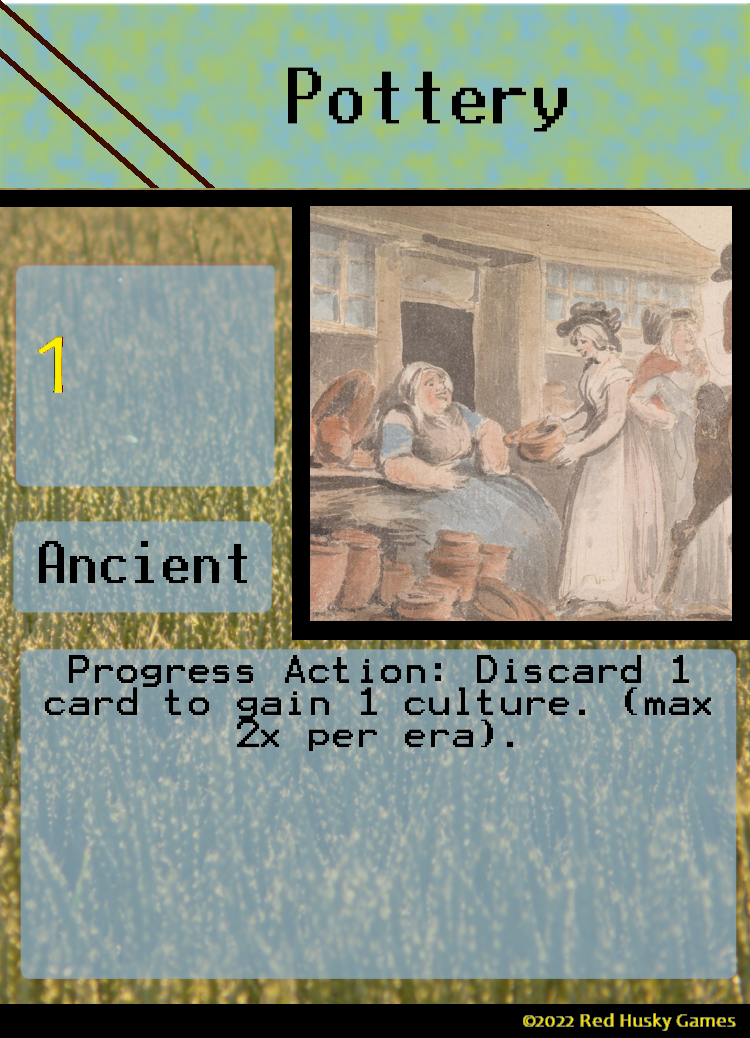 Pottery
1
Ancient
Progress Action: Discard 1
card to gain 1 culture. (max
2x per era).
©2022 Red Husky Games